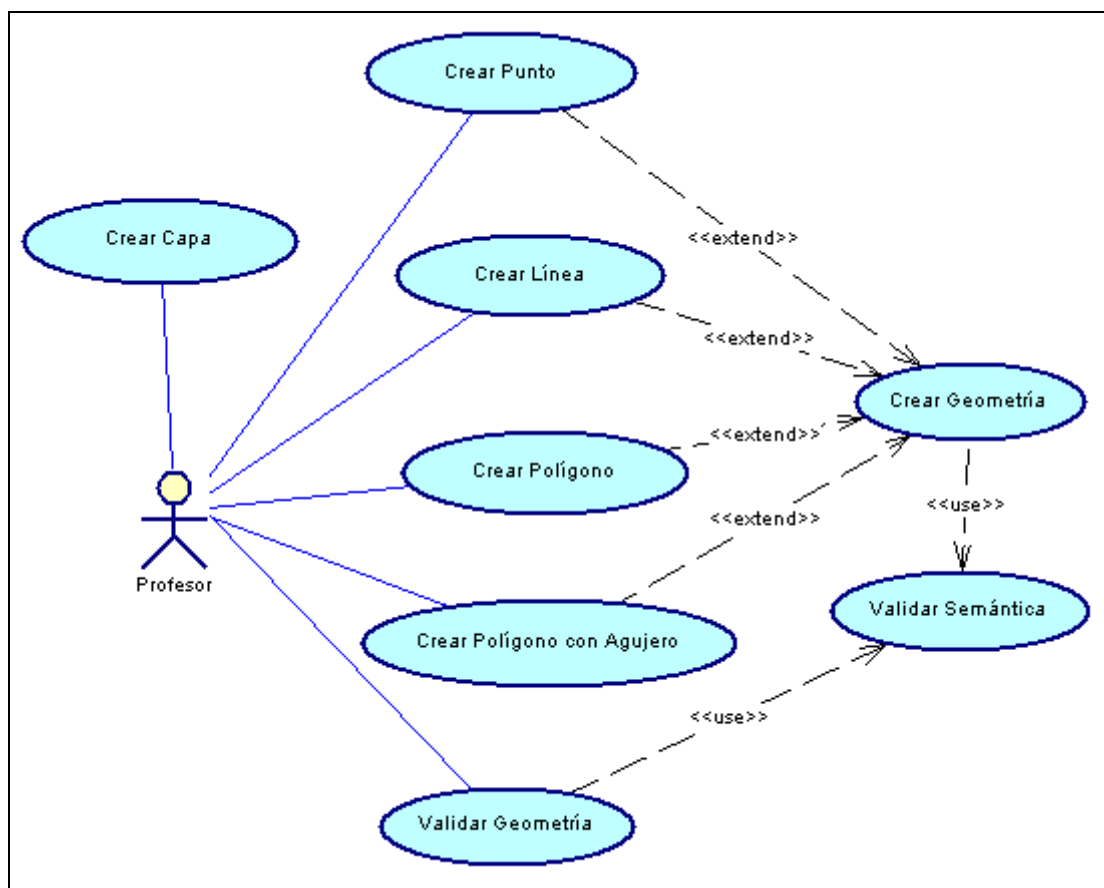 Crear Punto
Crear Capa
<<extend>>
Crear Línea
<<extend>>
Crear Geometría
<<extend>>
Crear Polígono
<<use>>
<<extend>>
Profesor
Validar Semántica
Crear Polígono con Agujero
<<use>>
Validar Geometría